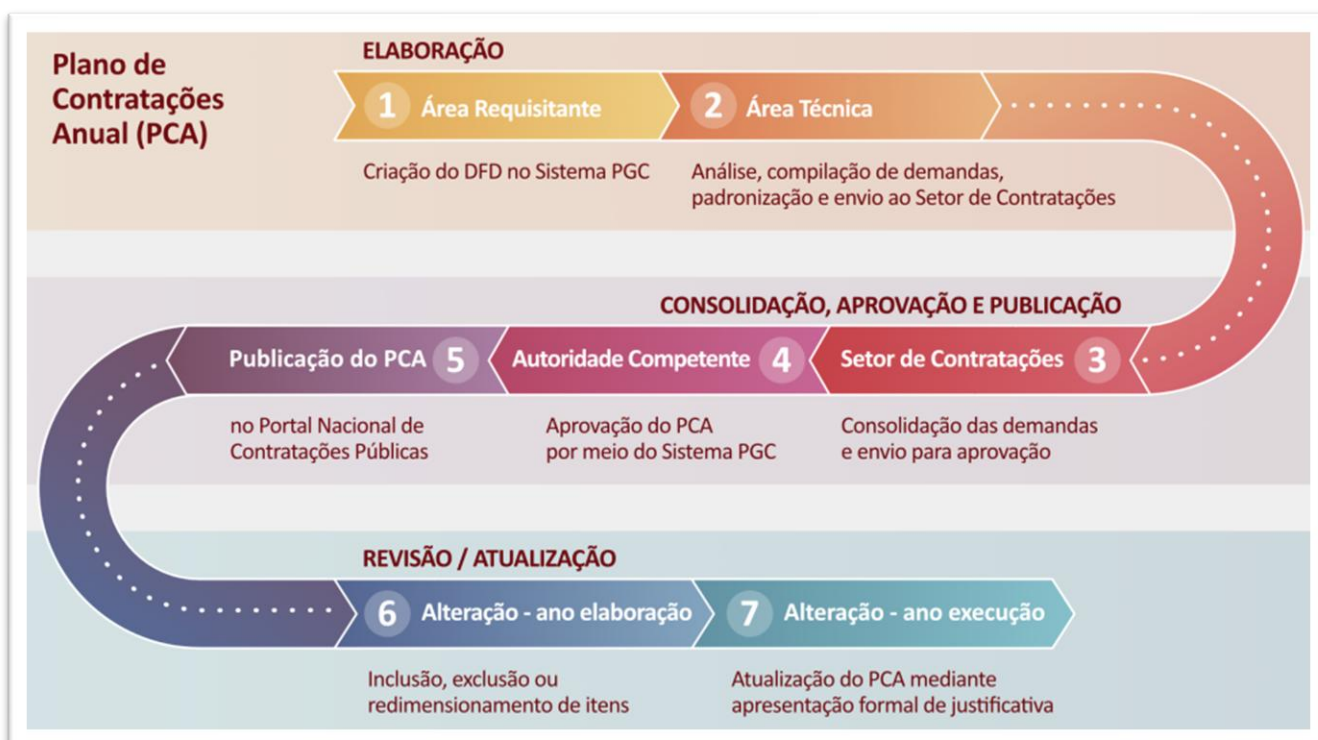 Plano de
Contratações
Anual (PCA)
ELABORAÇÃO
1 Área Requisitante
Criação do DFD no Sistema PGC
2 Área Técnica
Análise, compilação de demandas,
padronização e envio ao Setor de Contratações
CONSOLIDAÇÃO, APROVAÇÃO E PUBLICAÇÃO
Setor de Contratações 3
Consolidação das demandas
e envio para aprovação
Autoridade Competente 4
Aprovação do PCA
por meio do Sistema PGC
Publicação do PCA 5
no Portal Nacional de
Contratações Públicas
REVISÃO / ATUALIZAÇÃO
6 Alteração - ano elaboração
Inclusão, exclusão ou
redimensionamento de itens
7 Alteração - ano execução
Atualização do PCA mediante
apresentação formal de justificativa